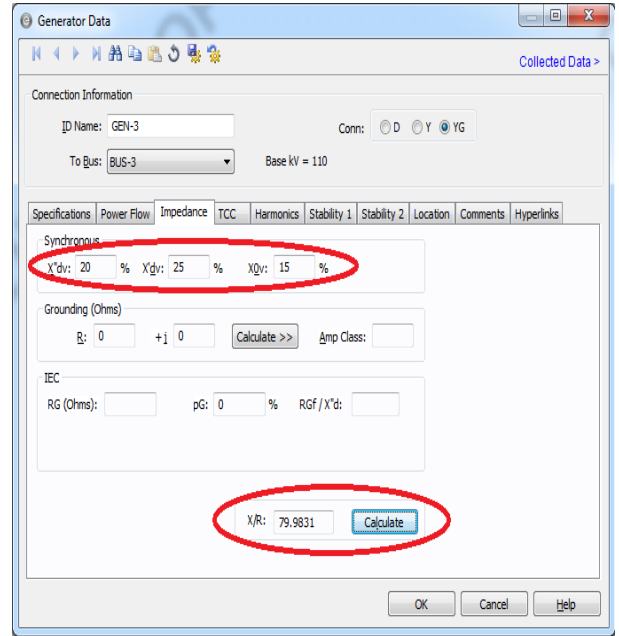 Generator Data
Collected Data >
Connection Information
ID Name: GEN-3 Conn: D Y YG
To Bus: BUS-3 Base kV = 110
Specifications Power Flow Impedance TCC Harmonics Stability 1 Stability 2 Location Comments Hyperlinks
Synchronous
X"dv: 20 % X'dv: 25 % X0v: 15 %
Grounding (Ohms)
R: 0 +j 0 Calculate >> Amp Class:
IEC
RG (Ohms): pG: 0 % RGf / X"d:
X/R: 79.9831 Calculate
OK Cancel Help